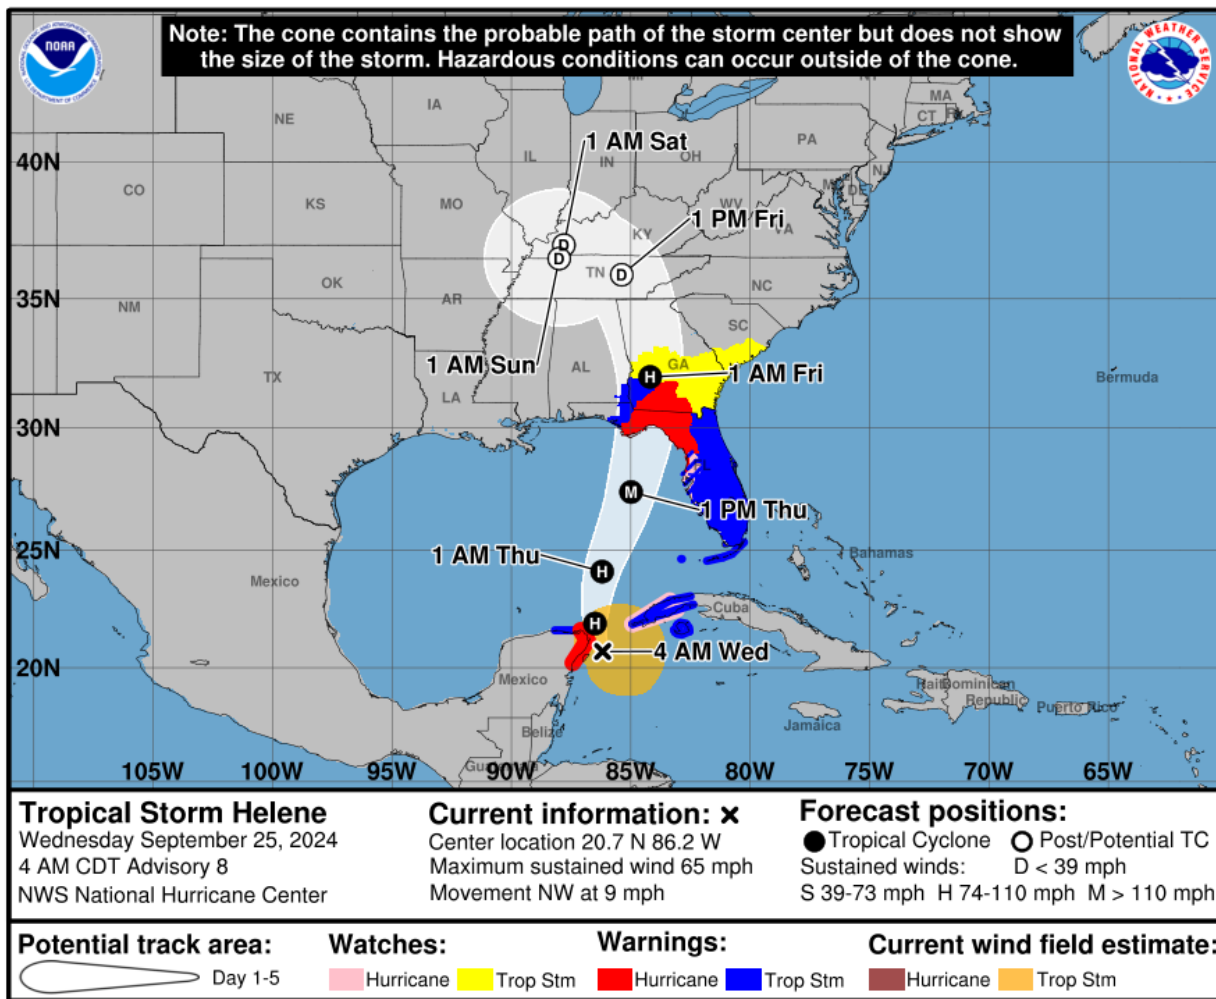 Note: The cone contains the probable path of the storm center but does not show
the size of the storm. Hazardous conditions can occur outside of the cone.
NOAA
NATIONAL WEATHER SERVICE
NE
IA
IL
IN
OH
PA
MA
CT
NJ
DE
40N
CO
KS
MO
KY
WV
VA
1 AM Sat
1 PM Fri
D
D
D
TN
NC
35N
NM
OK
AR
SC
1 AM Sun
AL
GA
H
1 AM Fri
TX
LA
Bermuda
30N
M
1 PM Thu
25N
1 AM Thu
H
Bahamas
Mexico
Cuba
H
4 AM Wed
20N
Mexico
Dominican
Republic
Puerto Rico
Jamaica
Belize
105W 100W 95W 90W 85W 80W 75W 70W 65W
Tropical Storm Helene
Wednesday September 25, 2024
4 AM CDT Advisory 8
NWS National Hurricane Center
Current information: ✖
Center location 20.7 N 86.2 W
Maximum sustained wind 65 mph
Movement NW at 9 mph
Forecast positions:
Tropical Cyclone Post/Potential TC
Sustained winds: D < 39 mph
S 39-73 mph H 74-110 mph M > 110 mph
Potential track area:
Day 1-5
Watches:
Hurricane Trop Stm
Warnings:
Hurricane Trop Stm
Current wind field estimate:
Hurricane Trop Stm